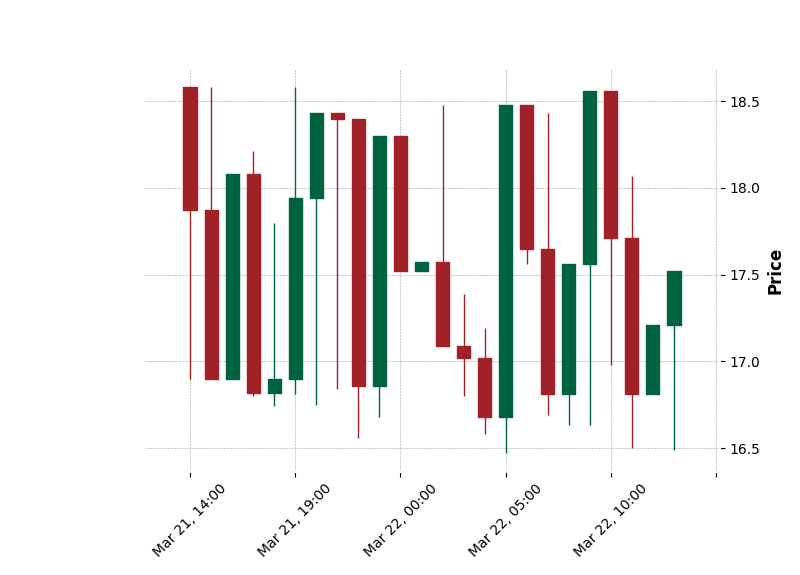 18.5
18.0
17.5
17.0
16.5
Price
Mar 21, 14:00
Mar 21, 19:00
Mar 22, 00:00
Mar 22, 05:00
Mar 22, 10:00